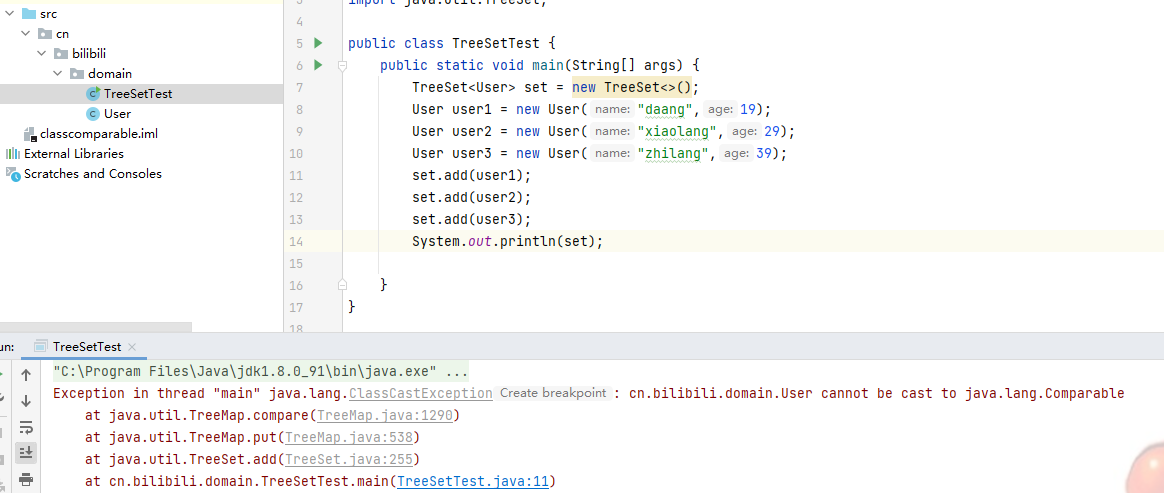 src
cn
bilibili
domain
TreeSetTest
User
classcomparable.iml
External Libraries
Scratches and Consoles
3 import java.util.TreeSet;
4
5 public class TreeSetTest {
6 public static void main(String[] args) {
7 TreeSet<User> set = new TreeSet<>();
8 User user1 = new User( name: "daang", age: 19);
9 User user2 = new User( name: "xiaolang", age: 29);
10 User user3 = new User( name: "zhilang", age: 39);
11 set.add(user1);
12 set.add(user2);
13 set.add(user3);
14 System.out.println(set);
15
16 }
17 }
18
un: TreeSetTest ×
"C:\Program Files\Java\jdk1.8.0_91\bin\java.exe" ...
Exception in thread "main" java.lang.ClassCastException Create breakpoint : cn.bilibili.domain.User cannot be cast to java.lang.Comparable
at java.util.TreeMap.compare(TreeMap.java:1290)
at java.util.TreeMap.put(TreeMap.java:538)
at java.util.TreeSet.add(TreeSet.java:255)
at cn.bilibili.domain.TreeSetTest.main(TreeSetTest.java:11)